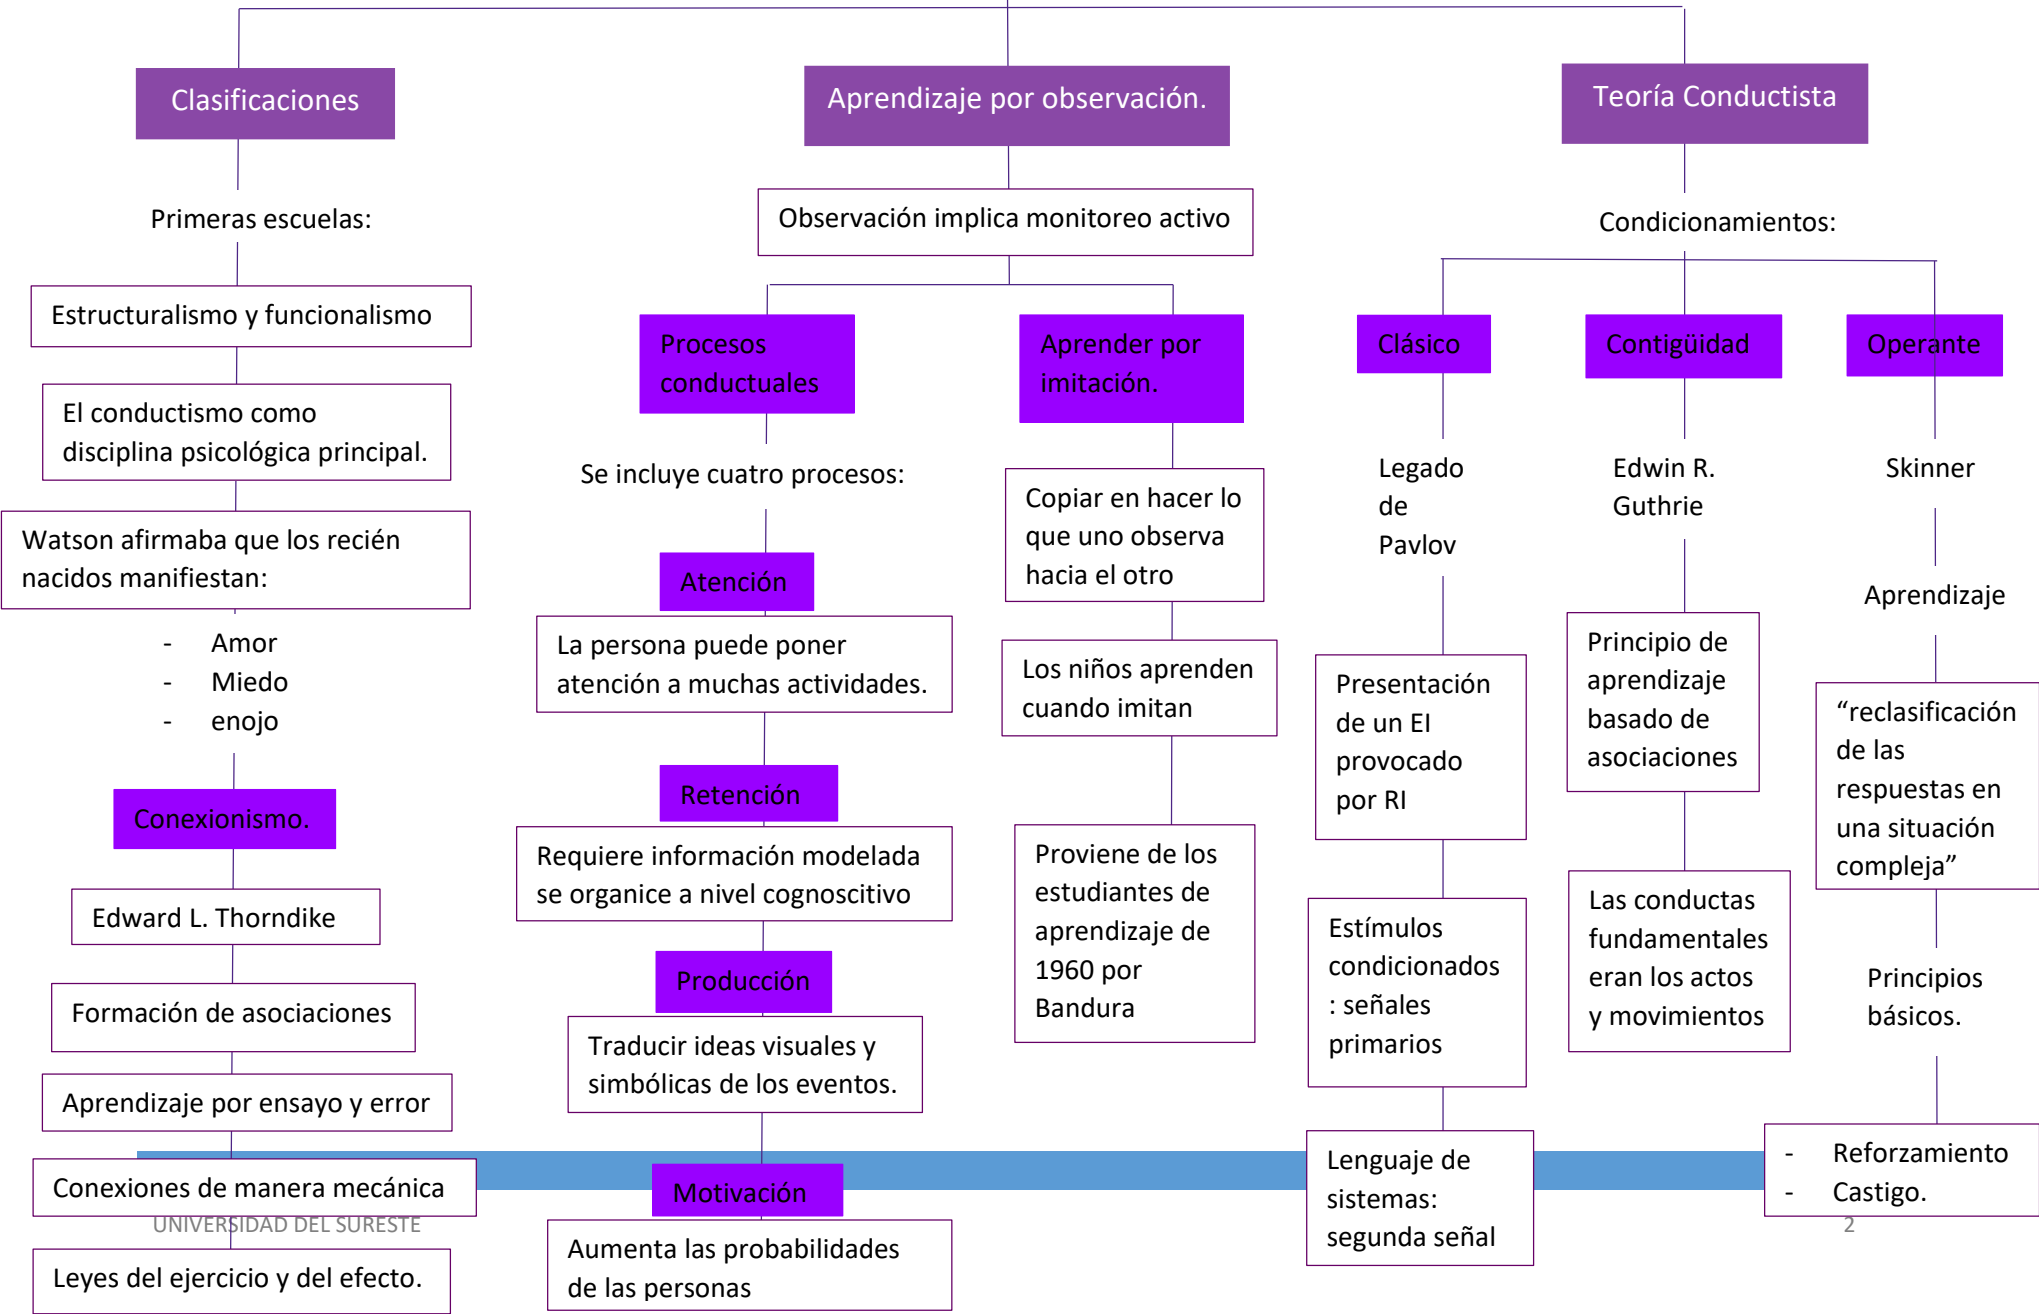 Clasificaciones
Primeras escuelas:
Estructuralismo y funcionalismo
El conductismo como
disciplina psicológica principal.
Watson afirmaba que los recién
nacidos manifiestan:
- Amor
- Miedo
- enojo
Conexionismo.
Edward L. Thorndike
Formación de asociaciones
Aprendizaje por ensayo y error
Conexiones de manera mecánica
Leyes del ejercicio y del efecto.
Aprendizaje por observación.
Observación implica monitoreo activo
Procesos
conductuales
Se incluye cuatro procesos:
Atención
La persona puede poner
atención a muchas actividades.
Retención
Requiere información modelada
se organice a nivel cognoscitivo
Producción
Traducir ideas visuales y
simbólicas de los eventos.
Motivación
Aumenta las probabilidades
de las personas
Aprender por
imitación.
Copiar en hacer lo
que uno observa
hacia el otro
Los niños aprenden
cuando imitan
Proviene de los
estudiantes de
aprendizaje de
1960 por
Bandura
Teoría Conductista
Condicionamientos:
Clásico
Legado
de
Pavlov
Presentación
de un EI
provocado
por RI
Estímulos
condicionados
: señales
primarios
Lenguaje de
sistemas:
segunda señal
Contigüidad
Edwin R.
Guthrie
Principio de
aprendizaje
basado de
asociaciones
Las conductas
fundamentales
eran los actos
y movimientos
Operante
Skinner
Aprendizaje
“reclasificación
de las
respuestas en
una situación
compleja”
Principios
básicos.
- Reforzamiento
- Castigo.
UNIVERSIDAD DEL SURESTE
2